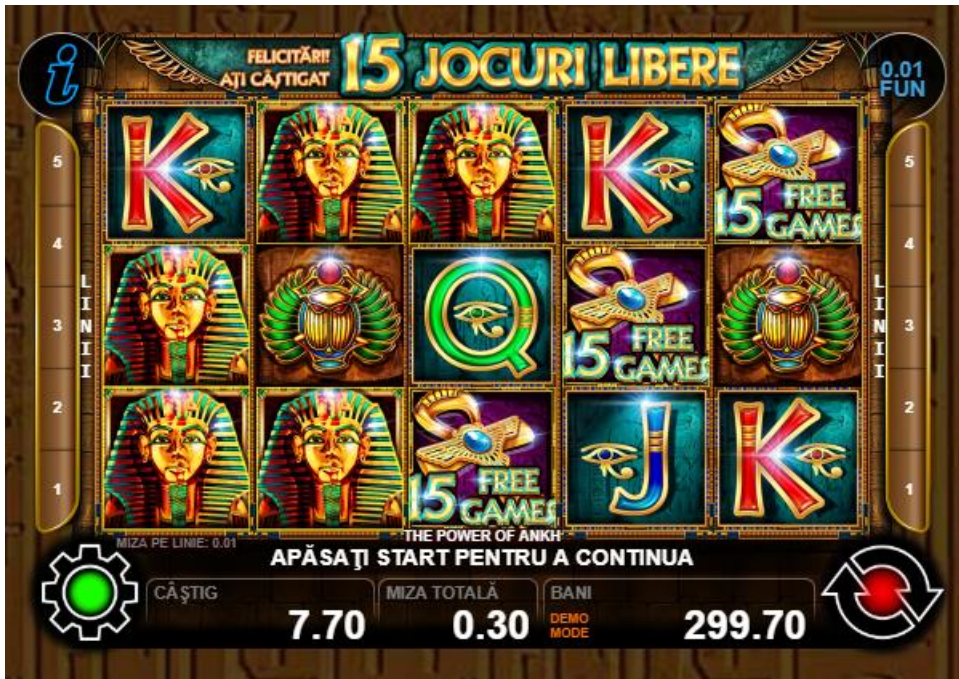 FELICITĂRI!
AŢI CÂŞTIGAT
15 JOCURI LIBERE
0.01
FUN
K
K
15 FREE GAMES
5
5
4
4
Q
15 FREE GAMES
LINII
3
3
LINII
2
2
15 FREE GAMES
J
K
1
1
THE POWER OF ANKH
MIZA PE LINIE: 0.01
APĂSAŢI START PENTRU A CONTINUA
CÂŞTIG
MIZA TOTALĂ
BANI
7.70
0.30
DEMO
MODE
299.70